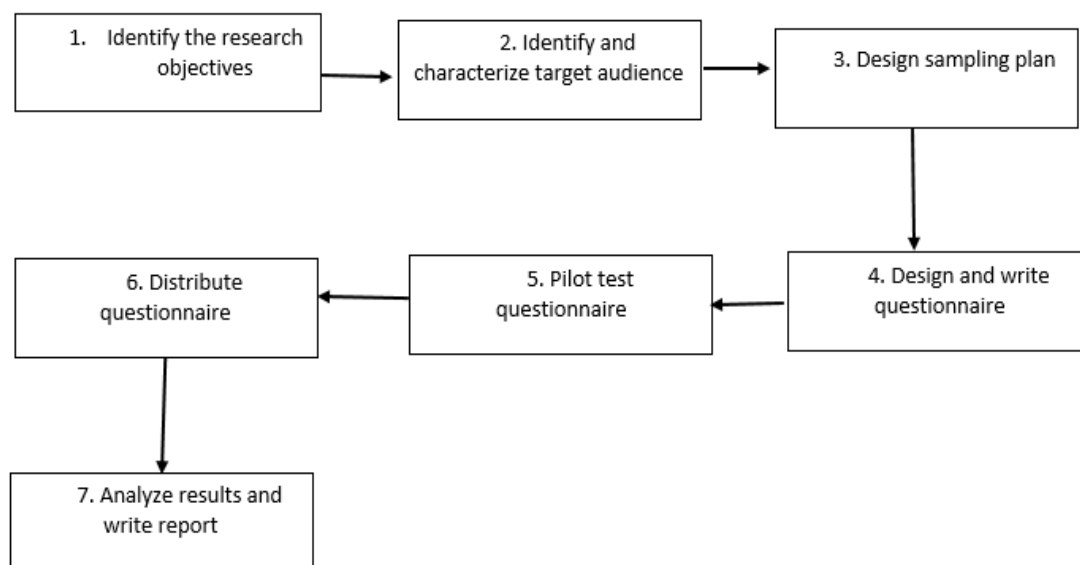 1. Identify the research
objectives
2. Identify and
characterize target audience
3. Design sampling plan
4. Design and write
questionnaire
5. Pilot test
questionnaire
6. Distribute
questionnaire
7. Analyze results and
write report